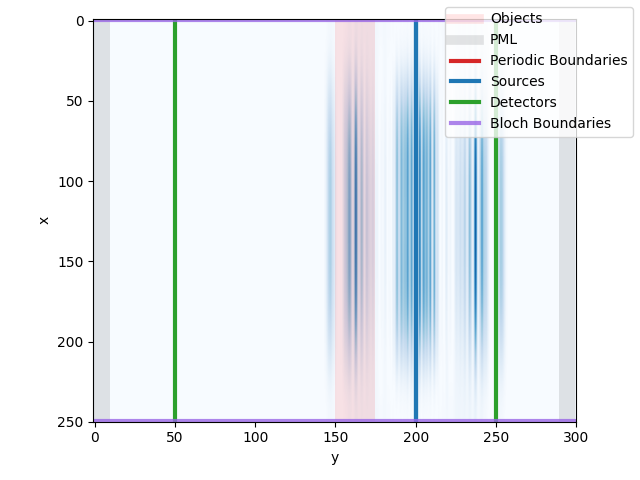 Objects
PML
Periodic Boundaries
Sources
Detectors
Bloch Boundaries
0
50
100
150
200
250
x
0 50 100 150 200 250 300
y